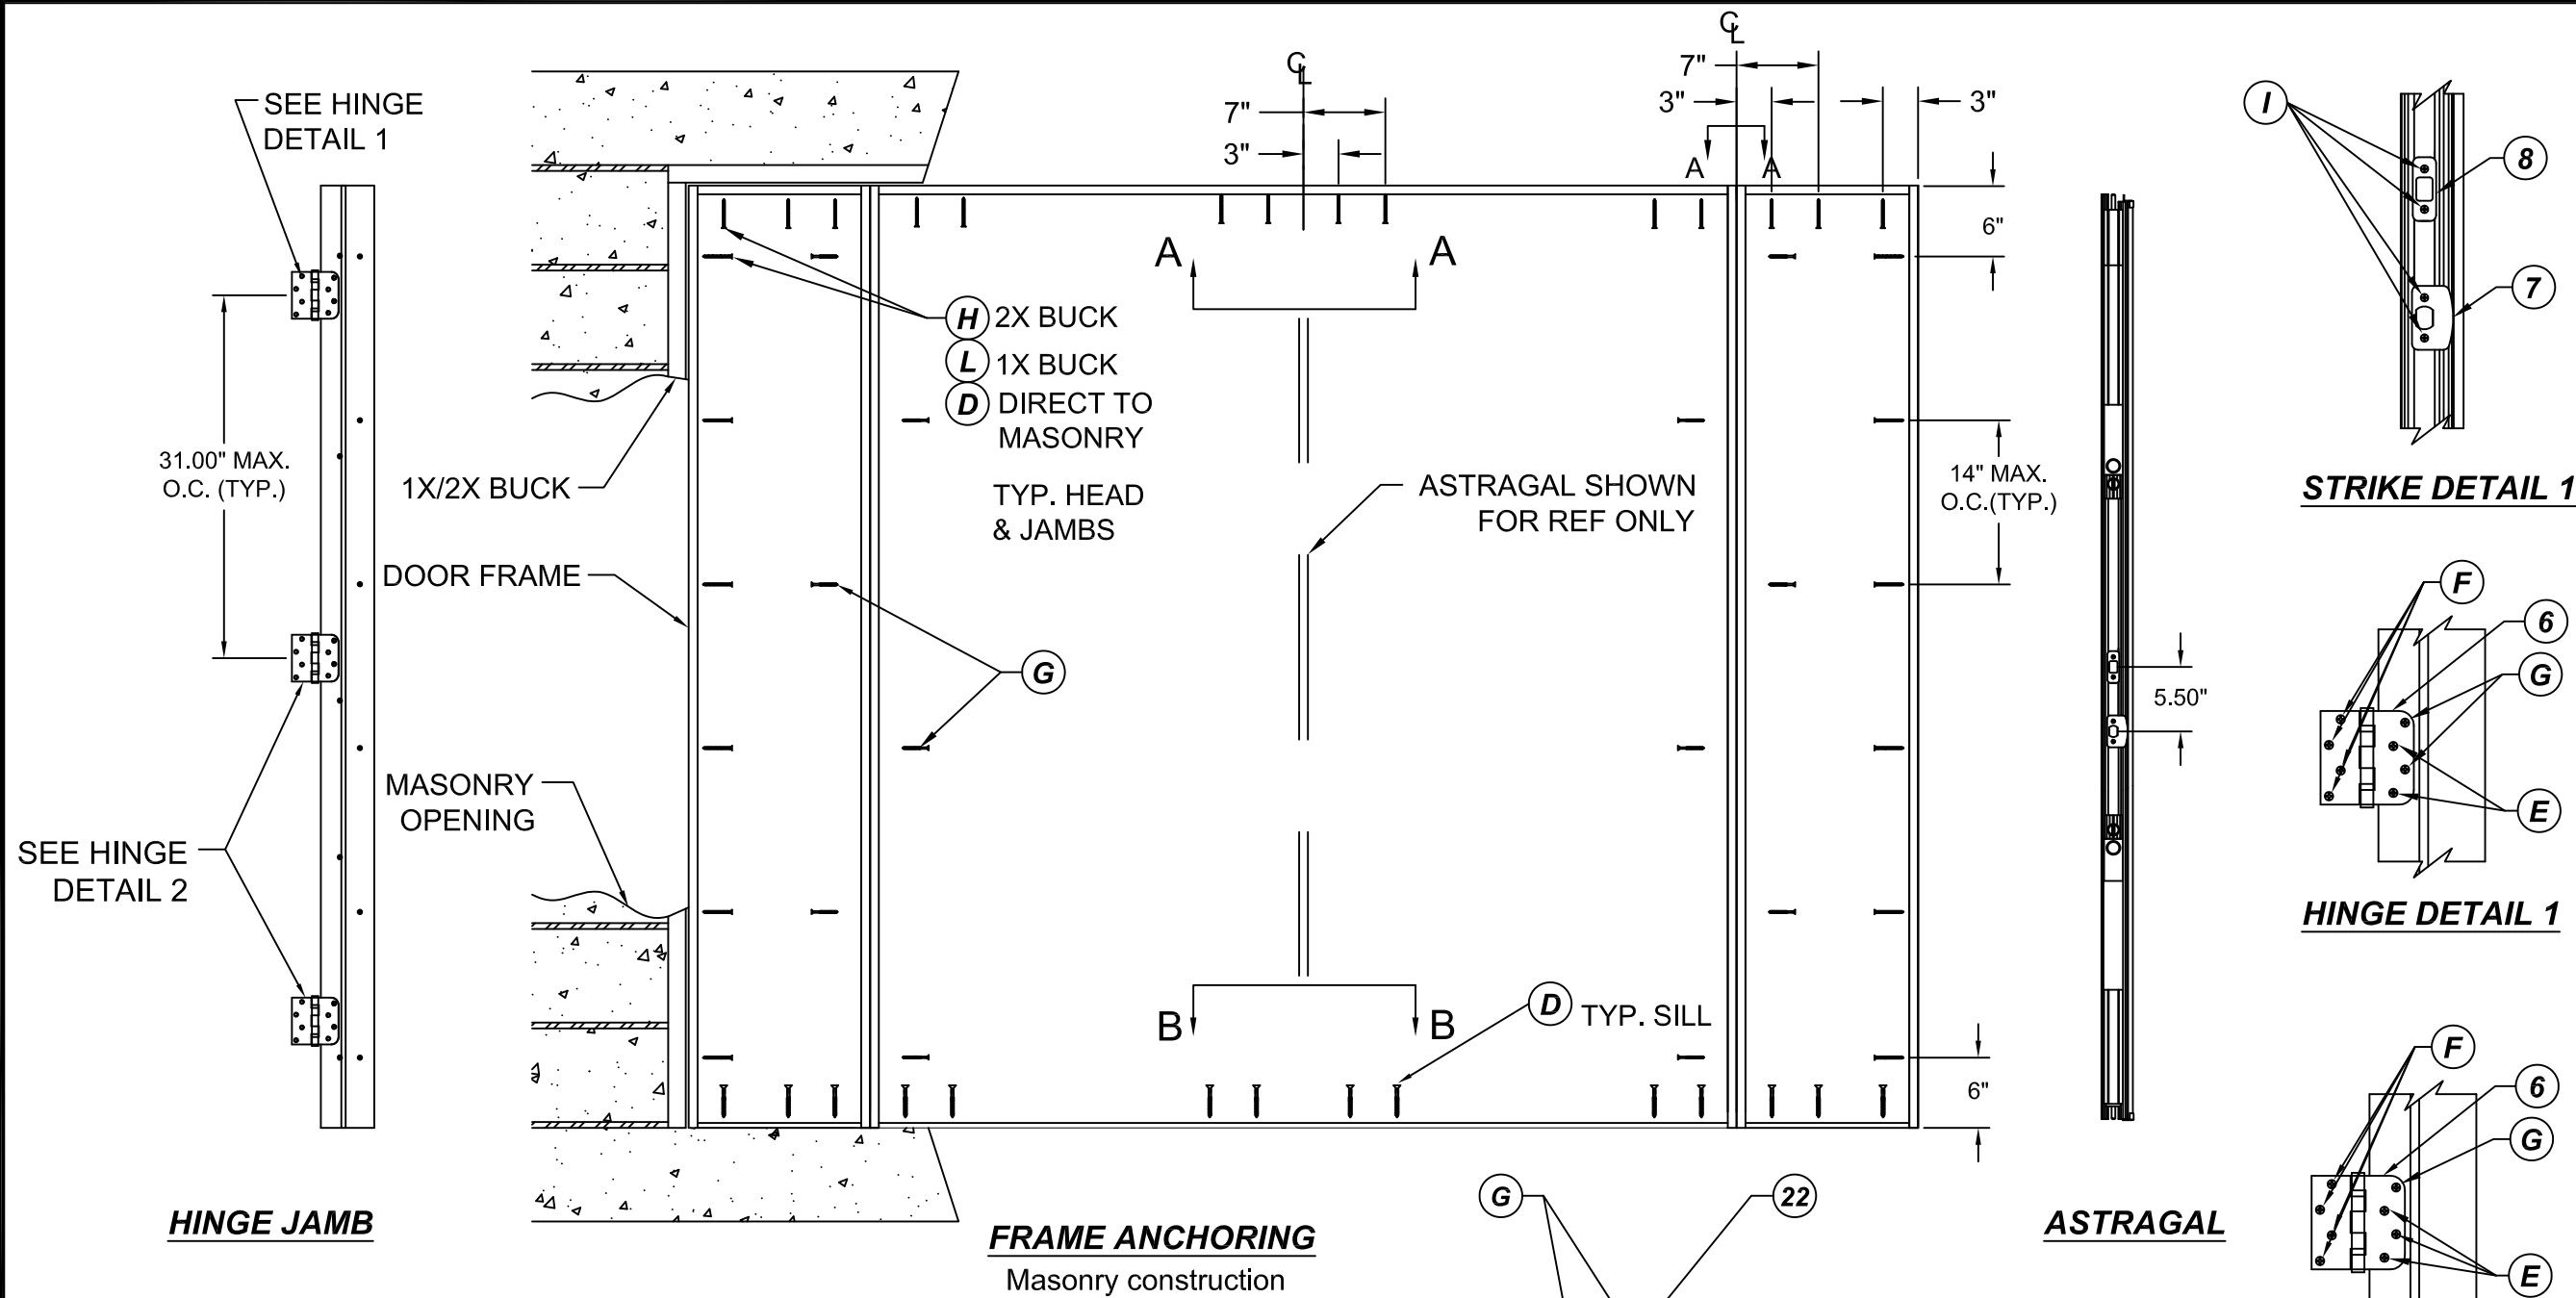 SEE HINGE
DETAIL 1
31.00" MAX.
O.C. (TYP.)
SEE HINGE
DETAIL 2
HINGE JAMB
1X/2X BUCK
DOOR FRAME
MASONRY
OPENING
CL
7"
3"
CL
7"
3"
3"
A A
6"
A A
H 2X BUCK
L 1X BUCK
D DIRECT TO
MASONRY
TYP. HEAD
& JAMBS
ASTRAGAL SHOWN
FOR REF ONLY
14" MAX.
O.C.(TYP.)
G
B B
D TYP. SILL
6"
FRAME ANCHORING
Masonry construction
G
22
5.50"
ASTRAGAL
I
8
7
STRIKE DETAIL 1
F
6
G
E
HINGE DETAIL 1
F
6
G
E